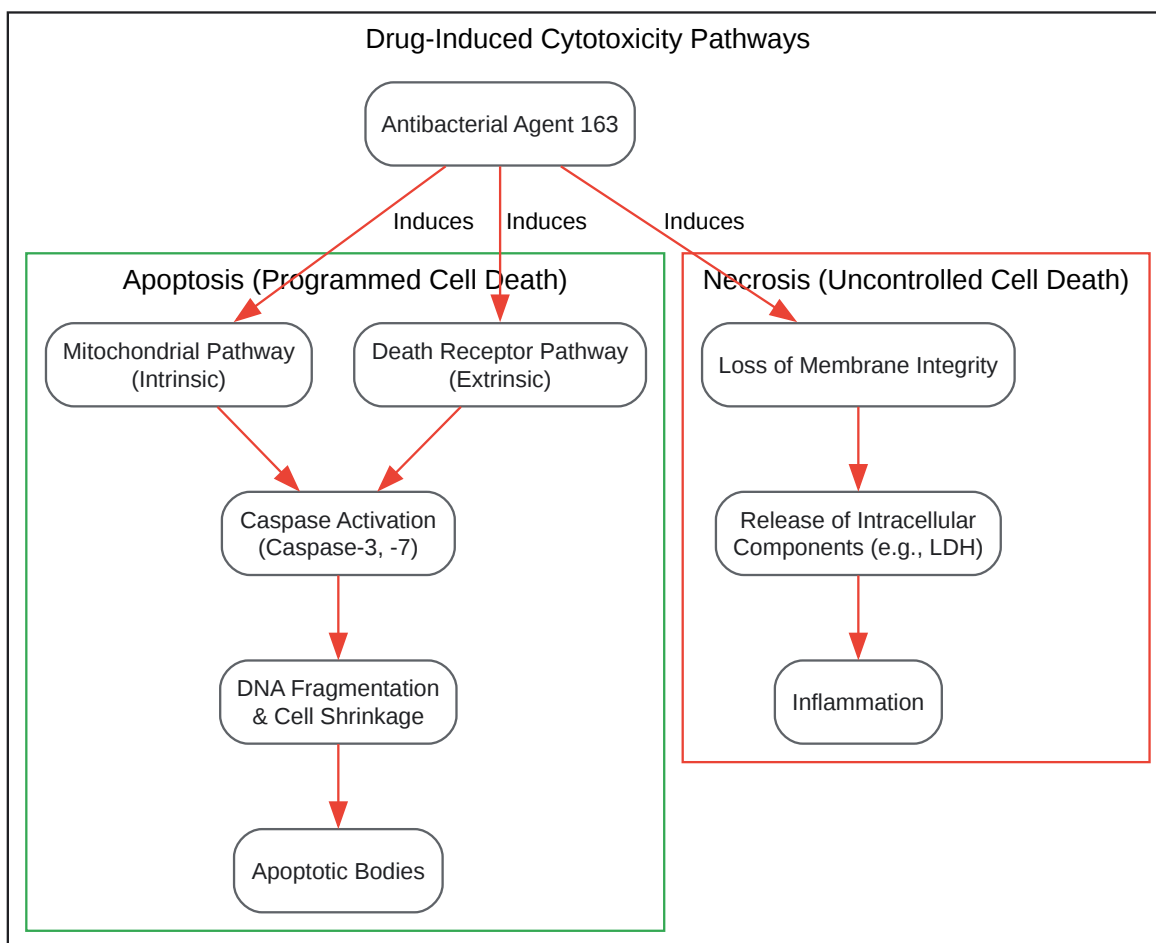 Drug-Induced Cytotoxicity Pathways
Antibacterial Agent 163
Induces
Induces
Induces
Apoptosis (Programmed Cell Death)
Necrosis (Uncontrolled Cell Death)
Mitochondrial Pathway
(Intrinsic)
Death Receptor Pathway
(Extrinsic)
Loss of Membrane Integrity
Caspase Activation
(Caspase-3, -7)
Release of Intracellular
Components (e.g., LDH)
DNA Fragmentation
& Cell Shrinkage
Inflammation
Apoptotic Bodies